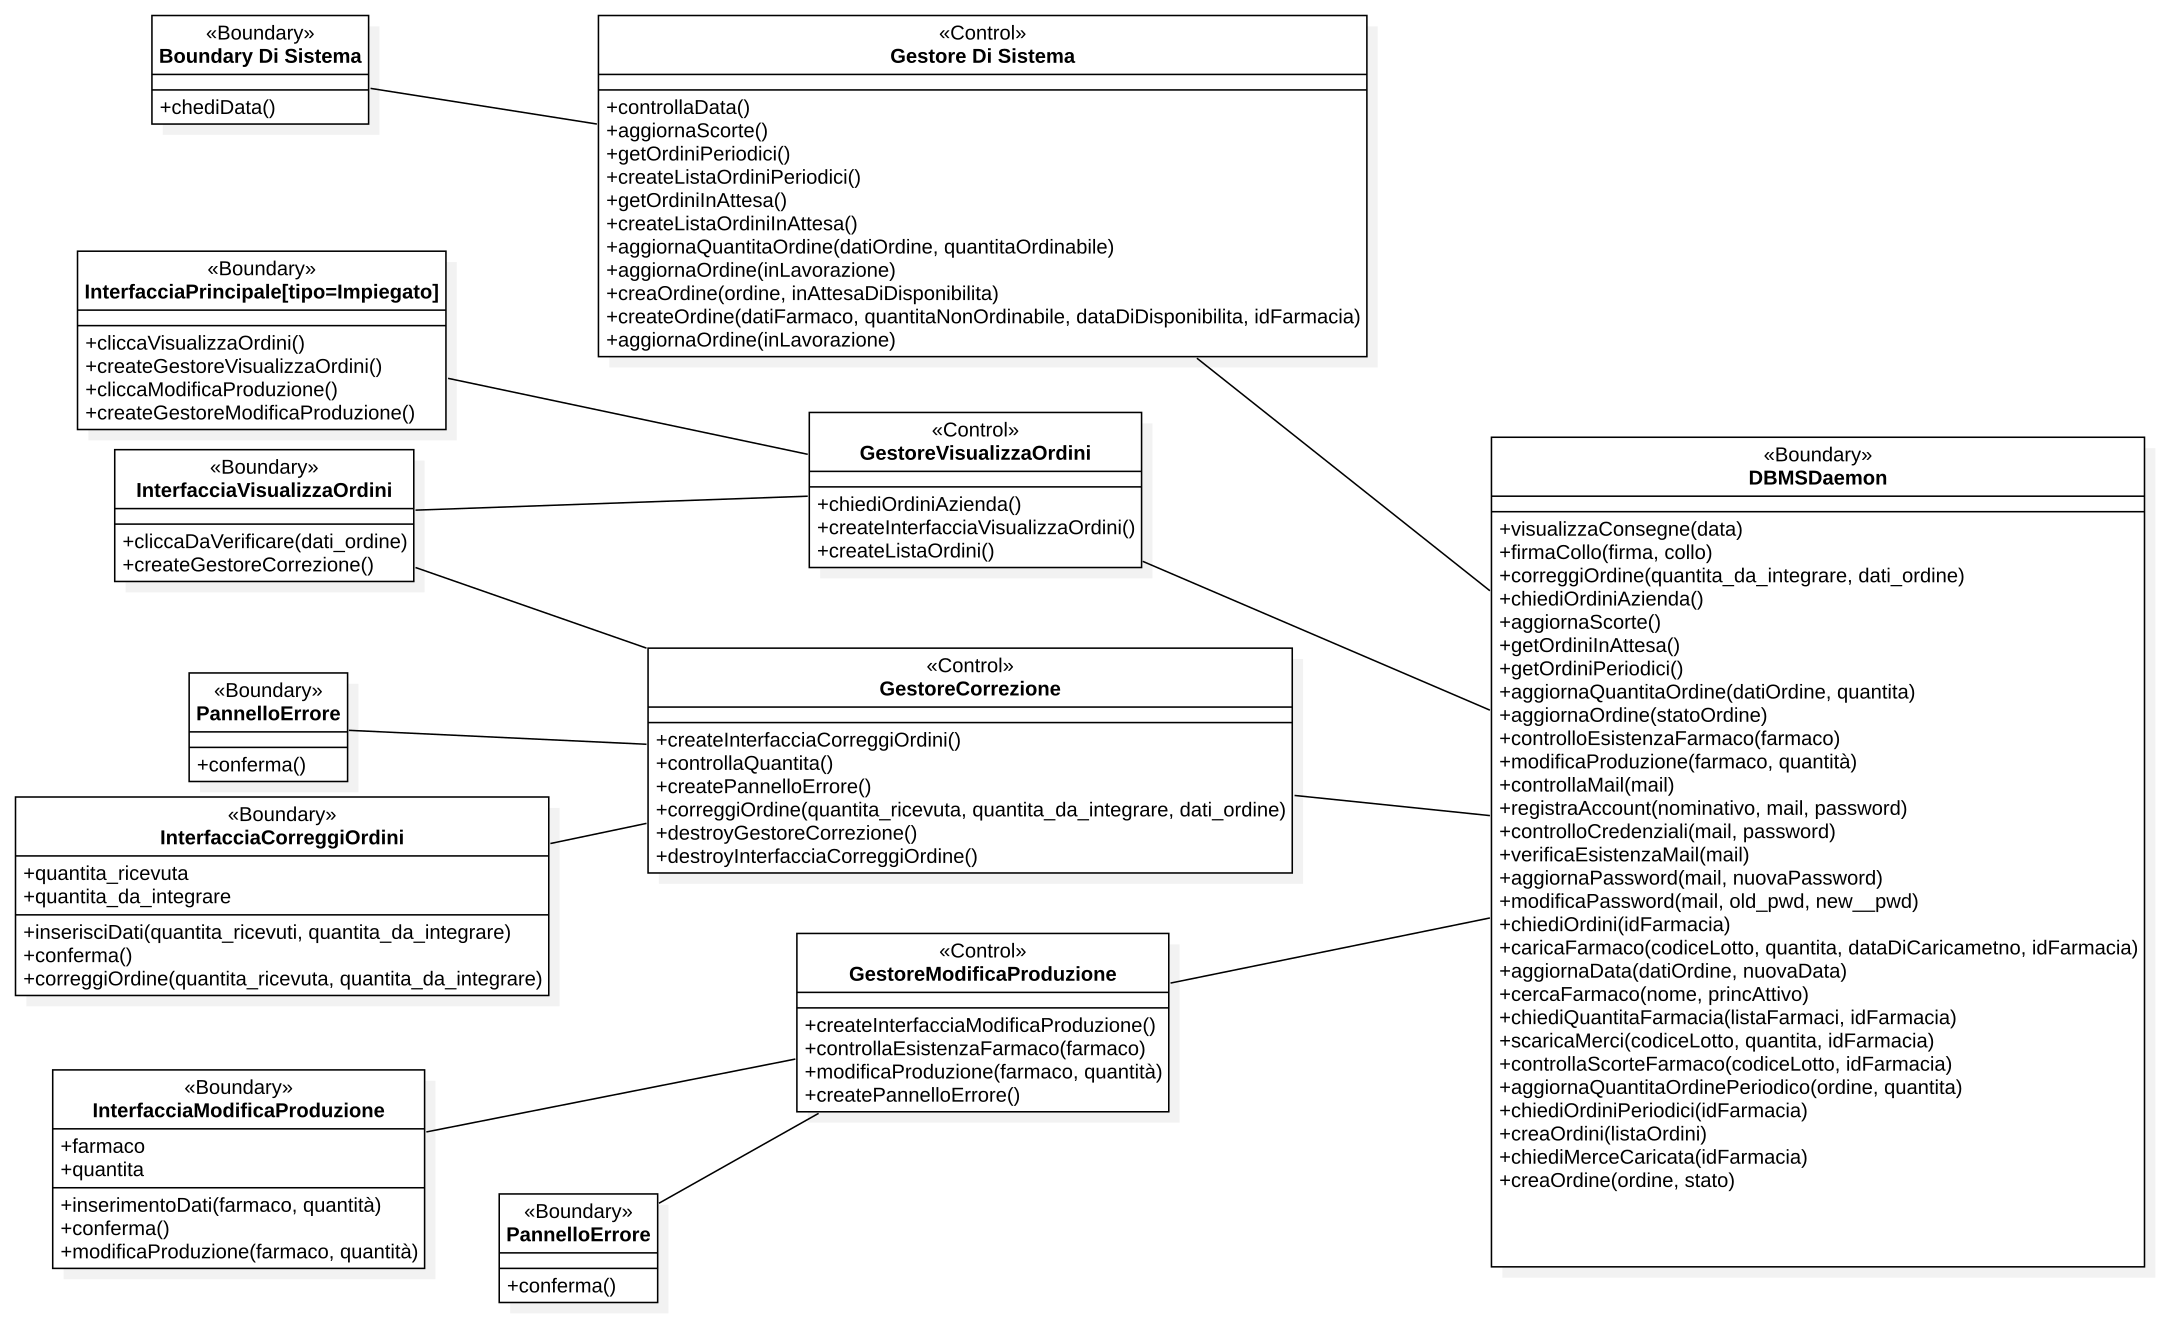 «Boundary»
Boundary Di Sistema
+chediData()
«Control»
Gestore Di Sistema
+controllaData()
+aggiornaScorte()
+getOrdiniPeriodici()
+createListaOrdiniPeriodici()
+getOrdiniInAttesa()
+createListaOrdiniInAttesa()
+aggiornaQuantitaOrdine(datiOrdine, quantitaOrdinabile)
+aggiornaOrdine(inLavorazione)
+creaOrdine(ordine, inAttesaDiDisponibilita)
+createOrdine(datiFarmaco, quantitaNonOrdinabile, dataDiDisponibilita, idFarmacia)
+aggiornaOrdine(inLavorazione)
«Boundary»
InterfacciaPrincipale[tipo=Impiegato]
+cliccaVisualizzaOrdini()
+createGestoreVisualizzaOrdini()
+cliccaModificaProduzione()
+createGestoreModificaProduzione()
«Control»
GestoreVisualizzaOrdini
+chiediOrdiniAzienda()
+createInterfacciaVisualizzaOrdini()
+createListaOrdini()
«Boundary»
InterfacciaVisualizzaOrdini
+cliccaDaVerificare(dati_ordine)
+createGestoreCorrezione()
«Boundary»
DBMSDaemon
+visualizzaConsegne(data)
+firmaCollo(firma, collo)
+correggiOrdine(quantita_da_integrare, dati_ordine)
+chiediOrdiniAzienda()
+aggiornaScorte()
+getOrdiniInAttesa()
+getOrdiniPeriodici()
+aggiornaQuantitaOrdine(datiOrdine, quantita)
+aggiornaOrdine(statoOrdine)
+controlloEsistenzaFarmaco(farmaco)
+modificaProduzione(farmaco, quantità)
+controllaMail(mail)
+registraAccount(nominativo, mail, password)
+controlloCredenziali(mail, password)
+verificaEsistenzaMail(mail)
+aggiornaPassword(mail, nuovaPassword)
+modificaPassword(mail, old_pwd, new__pwd)
+chiediOrdini(idFarmacia)
+caricaFarmaco(codiceLotto, quantita, dataDiCaricametno, idFarmacia)
+aggiornaData(datiOrdine, nuovaData)
+cercaFarmaco(nome, princAttivo)
+chiediQuantitaFarmacia(listaFarmaci, idFarmacia)
+scaricaMerci(codiceLotto, quantita, idFarmacia)
+controllaScorteFarmaco(codiceLotto, idFarmacia)
+aggiornaQuantitaOrdinePeriodico(ordine, quantita)
+chiediOrdiniPeriodici(idFarmacia)
+creaOrdini(listaOrdini)
+chiediMerceCaricata(idFarmacia)
+creaOrdine(ordine, stato)
«Boundary»
PannelloErrore
+conferma()
«Control»
GestoreCorrezione
+createInterfacciaCorreggiOrdini()
+controllaQuantita()
+createPannelloErrore()
+correggiOrdine(quantita_ricevuta, quantita_da_integrare, dati_ordine)
+destroyGestoreCorrezione()
+destroyInterfacciaCorreggiOrdine()
«Boundary»
InterfacciaCorreggiOrdini
+quantita_ricevuta
+quantita_da_integrare
+inserisciDati(quantita_ricevuti, quantita_da_integrare)
+conferma()
+correggiOrdine(quantita_ricevuta, quantita_da_integrare)
«Control»
GestoreModificaProduzione
+createInterfacciaModificaProduzione()
+controllaEsistenzaFarmaco(farmaco)
+modificaProduzione(farmaco, quantità)
+createPannelloErrore()
«Boundary»
InterfacciaModificaProduzione
+farmaco
+quantita
+inserimentoDati(farmaco, quantità)
+conferma()
+modificaProduzione(farmaco, quantità)
«Boundary»
PannelloErrore
+conferma()